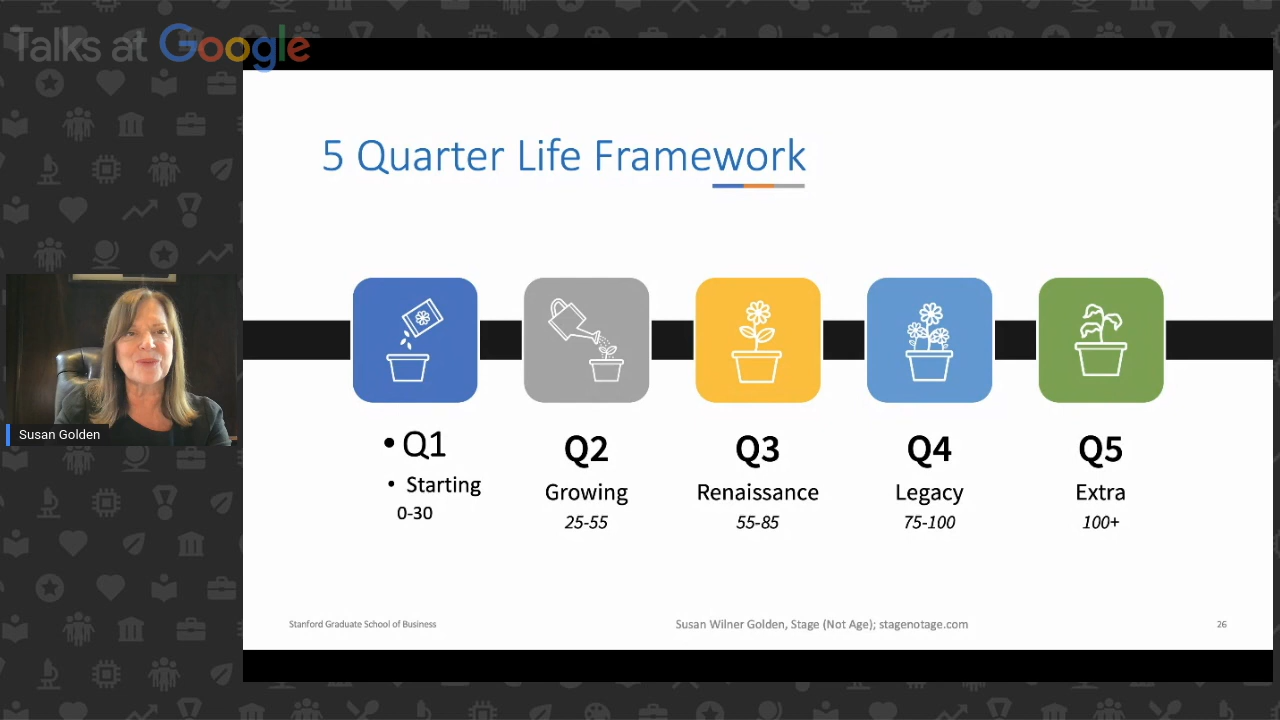 Talks at Google
5 Quarter Life Framework
• Q1
• Starting
0-30
Q2
Growing
25-55
Q3
Renaissance
55-85
Q4
Legacy
75-100
Q5
Extra
100+
Susan Golden
Stanford Graduate School of Business
Susan Wilner Golden, Stage (Not Age); stagenotage.com
26